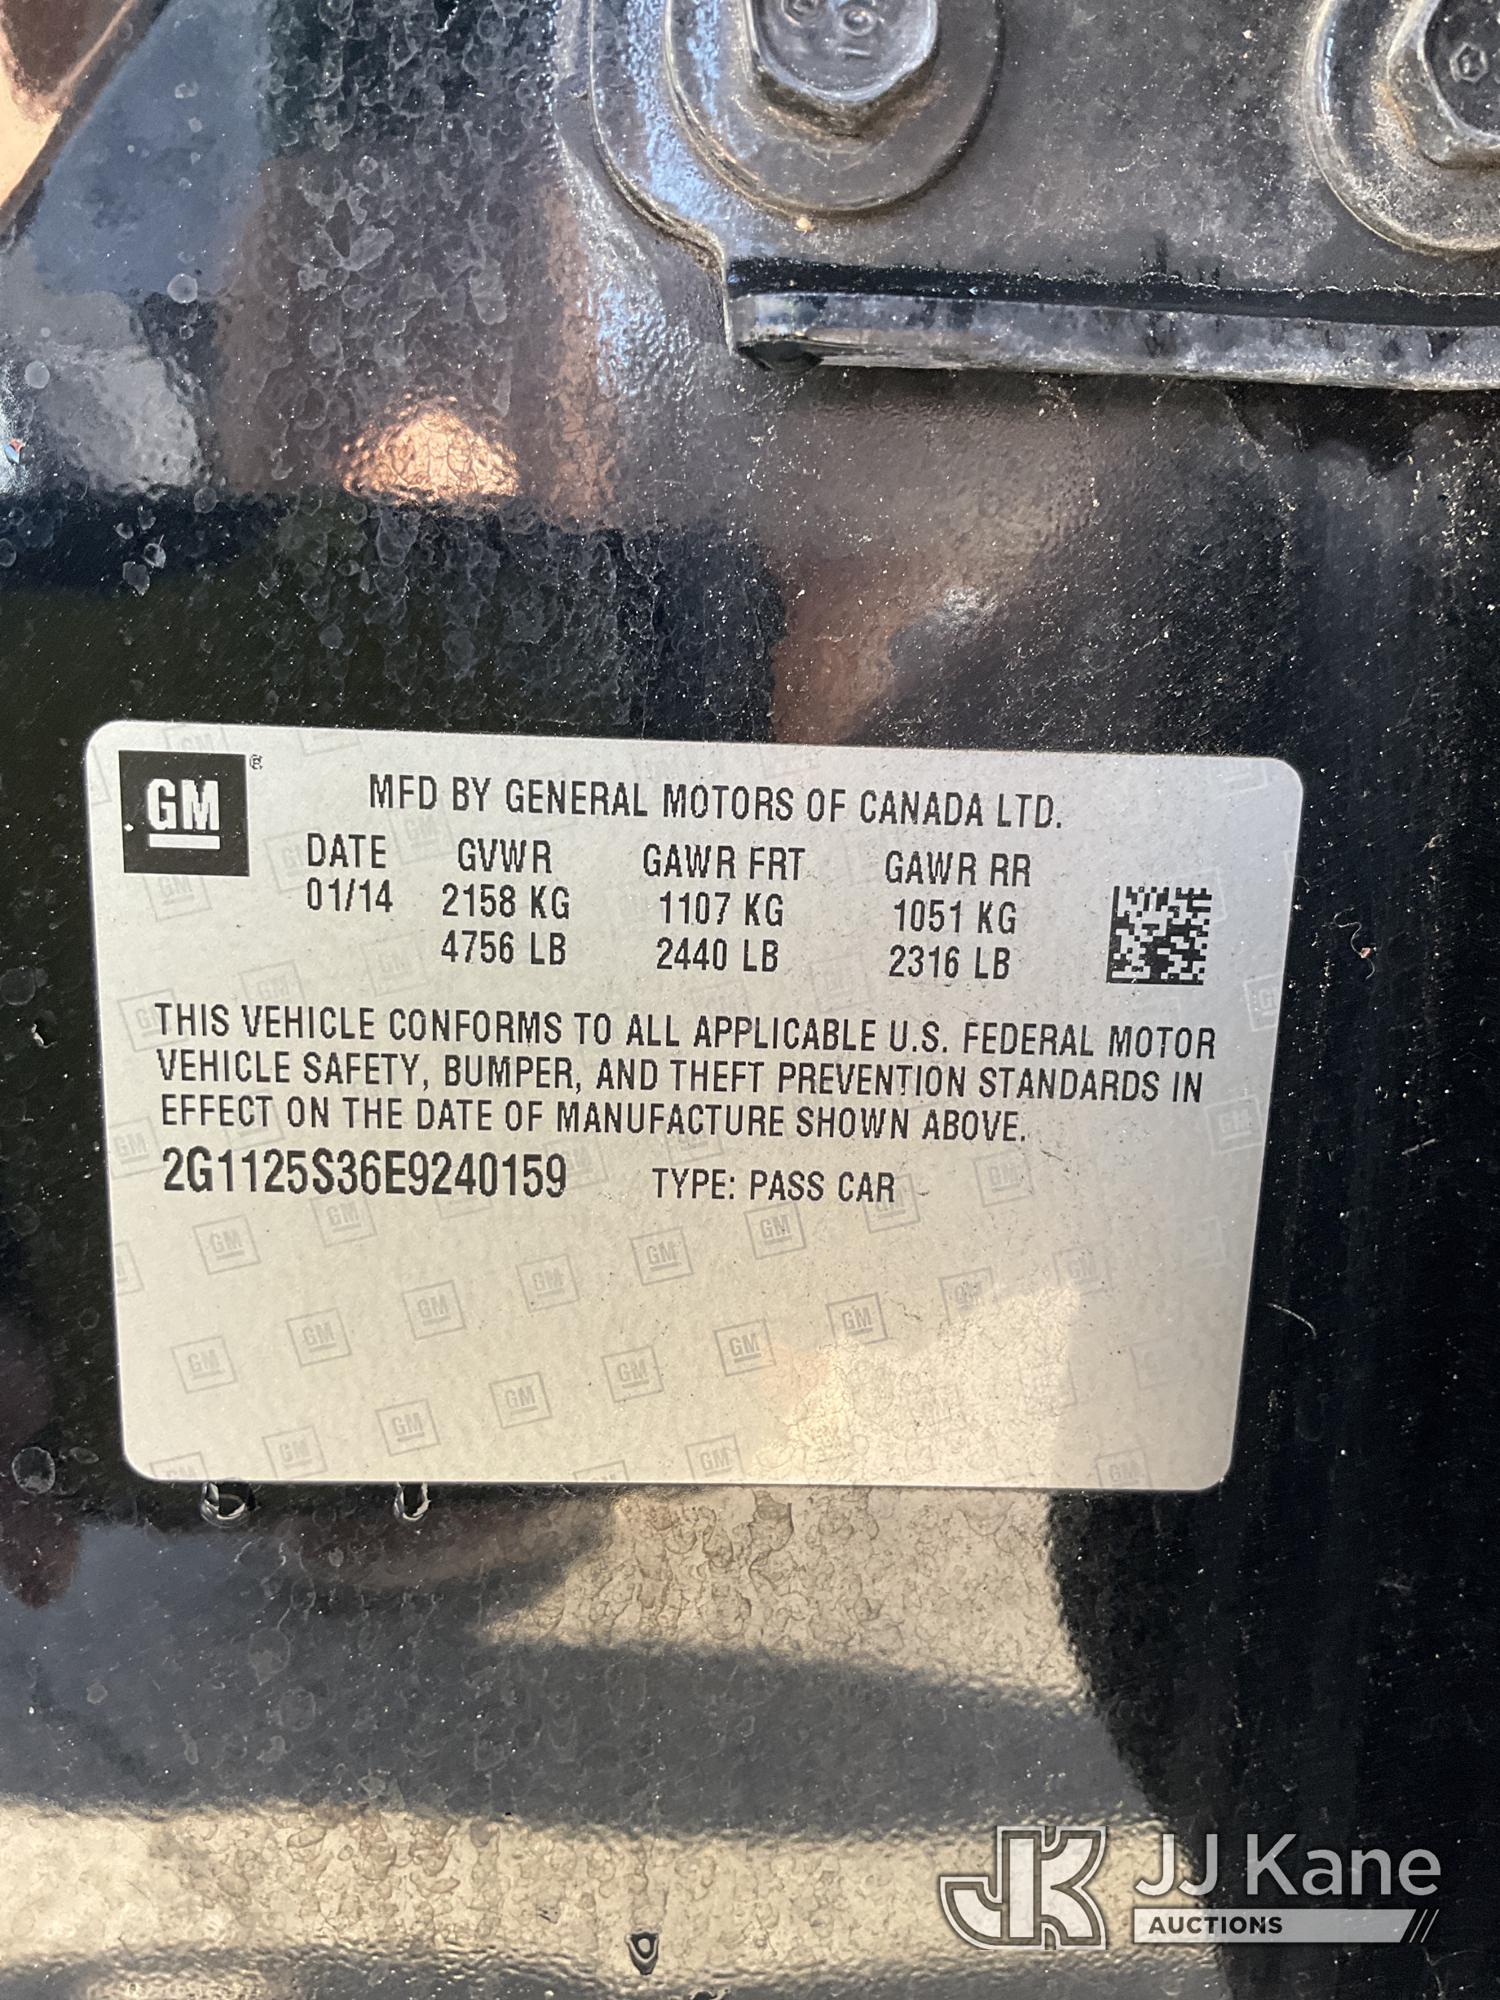 GM®
MFD BY GENERAL MOTORS OF CANADA LTD.
DATE GVWR GAWR FRT GAWR RR
01/14 2158 KG 1107 KG 1051 KG
4756 LB 2440 LB 2316 LB
THIS VEHICLE CONFORMS TO ALL APPLICABLE U.S. FEDERAL MOTOR
VEHICLE SAFETY, BUMPER, AND THEFT PREVENTION STANDARDS IN
EFFECT ON THE DATE OF MANUFACTURE SHOWN ABOVE.
2G1125S36E9240159 TYPE: PASS CAR
JK JJ Kane
AUCTIONS